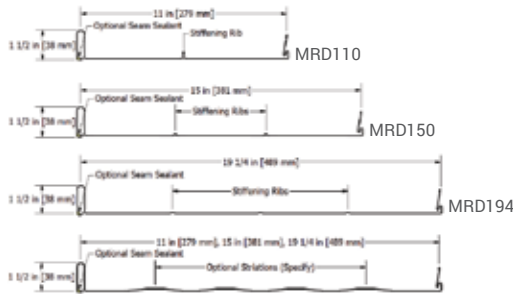 11 in [279 mm]
Optional Seam Sealant
Stiffening Rib
1 1/2 in [38 mm]
MRD110
15 in [381 mm]
Optional Seam Sealant
Stiffening Ribs
1 1/2 in [38 mm]
MRD150
19 1/4 in [489 mm]
Optional Seam Sealant
Stiffening Ribs
1 1/2 in [38 mm]
MRD194
11 in [279 mm], 15 in [381 mm], 19 1/4 in [489 mm]
Optional Seam Sealant
Optional Striations (Specify)
1 1/2 in [38 mm]